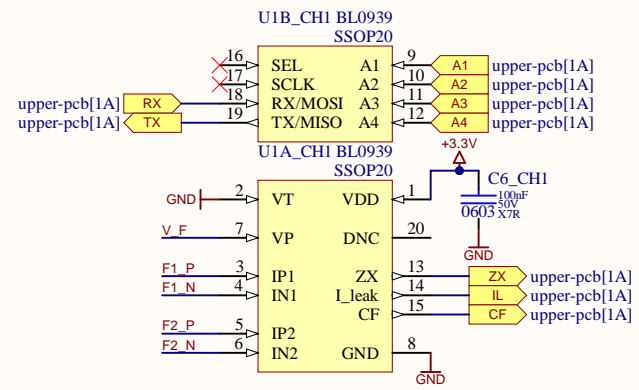 U1B_CH1 BL0939
SSOP20
16 SEL A1 9 A1 upper-pcb[1A]
17 SCLK A2 10 A2 upper-pcb[1A]
upper-pcb[1A] RX 18 RX/MOSI A3 11 A3 upper-pcb[1A]
upper-pcb[1A] TX 19 TX/MISO A4 12 A4 upper-pcb[1A]
U1A_CH1 BL0939
SSOP20
+3.3V
C6_CH1
100nF
50V
0603 X7R
GND
GND 2 VT VDD 1
V_F 7 VP DNC 20
F1_P 3 IP1 ZX 13 ZX upper-pcb[1A]
F1_N 4 IN1 I_leak 14 IL upper-pcb[1A]
CF 15 CF upper-pcb[1A]
F2_P 5 IP2
F2_N 6 IN2 GND 8
GND